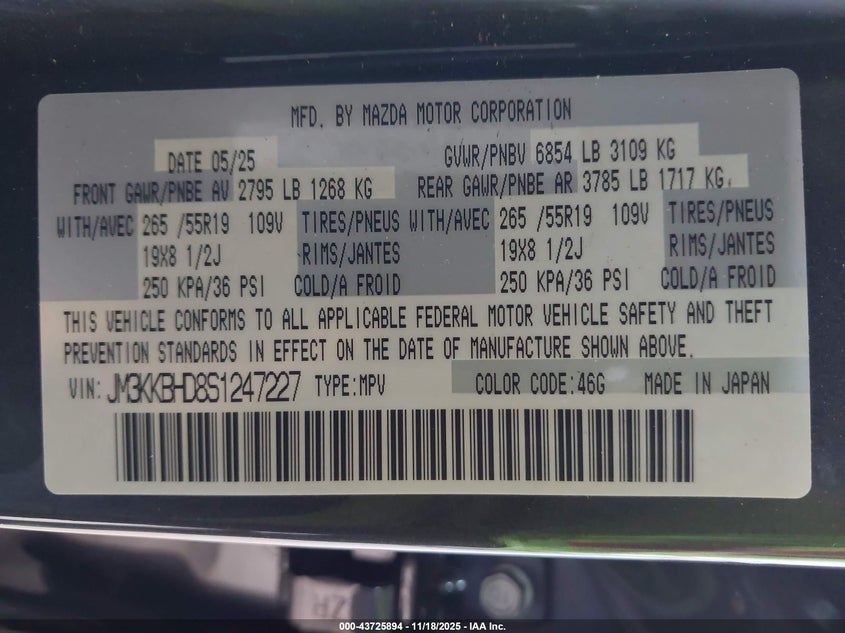 MFD. BY MAZDA MOTOR CORPORATION
DATE 05/25 GVWR/PNBV 6854 LB 3109 KG
FRONT GAWR/PNBE AV 2795 LB 1268 KG REAR GAWR/PNBE AR 3785 LB 1717 KG.
WITH/AVEC 265 /55R19 109V TIRES/PNEUS WITH/AVEC 265 /55R19 109V TIRES/PNEUS
19X8 1/2J RIMS/JANTES 19X8 1/2J RIMS/JANTES
250 KPA/36 PSI COLD/A FROID 250 KPA/36 PSI COLD/A FROID
THIS VEHICLE CONFORMS TO ALL APPLICABLE FEDERAL MOTOR VEHICLE SAFETY AND THEFT
PREVENTION STANDARDS IN EFFECT ON THE DATE OF MANUFACTURE SHOWN ABOVE.
VIN: JM3KKBHD8S1247227 TYPE:MPV COLOR CODE:46G MADE IN JAPAN
ZR
000-43725894 — 11/18/2025 — IAA Inc.